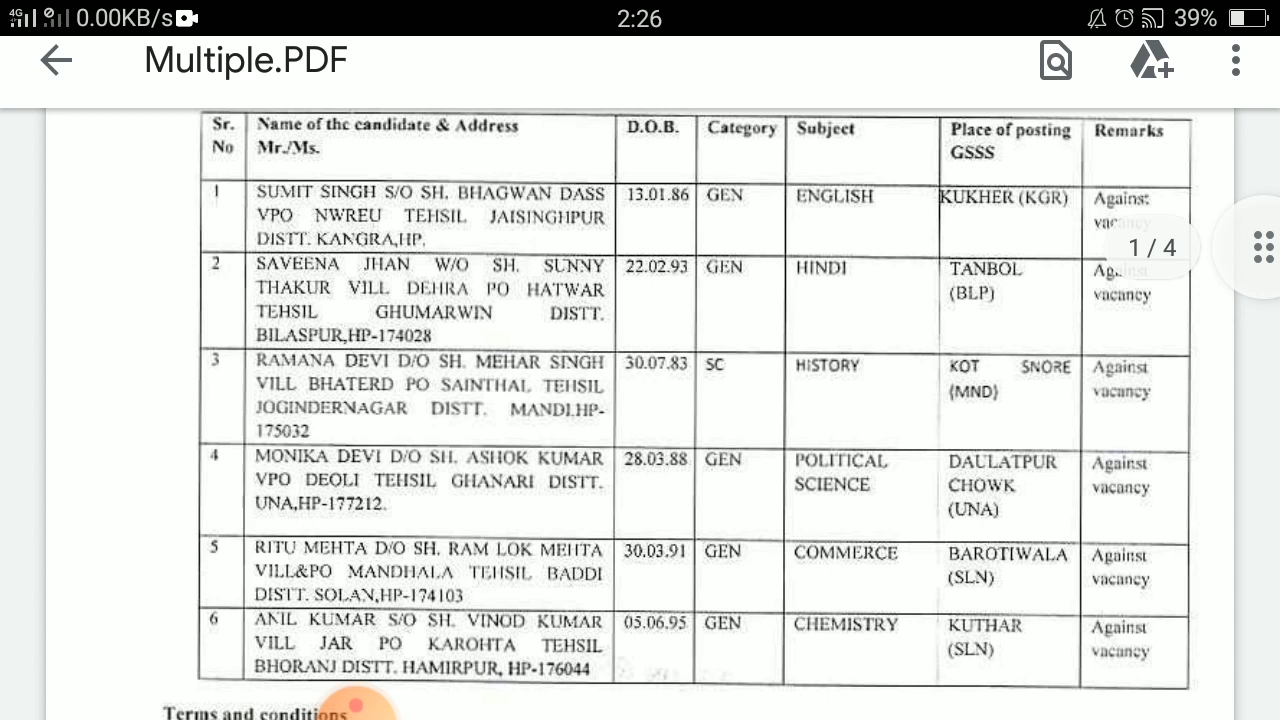 4G 0.00KB/s 2:26 39%
Multiple.PDF
Sr. No Name of the candidate & Address Mr./Ms. D.O.B. Category Subject Place of posting GSSS Remarks
1 SUMIT SINGH S/O SH. BHAGWAN DASS 13.01.86 GEN ENGLISH KUKHER (KGR) Against
VPO NWREU TEHSIL JAISINGHPUR
DISTT. KANGRA,HP.
1 / 4
2 SAVEENA JHAN W/O SH. SUNNY 22.02.93 GEN HINDI TANBOL
THAKUR VILL DEHRA PO HATWAR (BLP) vacancy
TEHSIL GHUMARWIN DISTT.
BILASPUR,HP-174028
3 RAMANA DEVI D/O SH. MEHAR SINGH 30.07.83 SC HISTORY KOT SNORE Against
VILL BHATERD PO SAINTHAL TEHSIL (MND) vacancy
JOGINDERNAGAR DISTT. MANDI.HP-
175032
4 MONIKA DEVI D/O SH. ASHOK KUMAR 28.03.88 GEN POLITICAL DAULATPUR Against
VPO DEOLI TEHSIL GHANARI DISTT. SCIENCE CHOWK vacancy
UNA,HP-177212. (UNA)
5 RITU MEHTA D/O SH. RAM LOK MEHTA 30.03.91 GEN COMMERCE BAROTIWALA Against
VILL&PO MANDHALA TEHSIL BADDI (SLN) vacancy
DISTT. SOLAN,HP-174103
6 ANIL KUMAR S/O SH. VINOD KUMAR 05.06.95 GEN CHEMISTRY KUTHAR Against
VILL JAR PO KAROHTA TEHSIL (SLN) vacancy
BHORANJ DISTT. HAMIRPUR, HP-176044
Terms and conditions